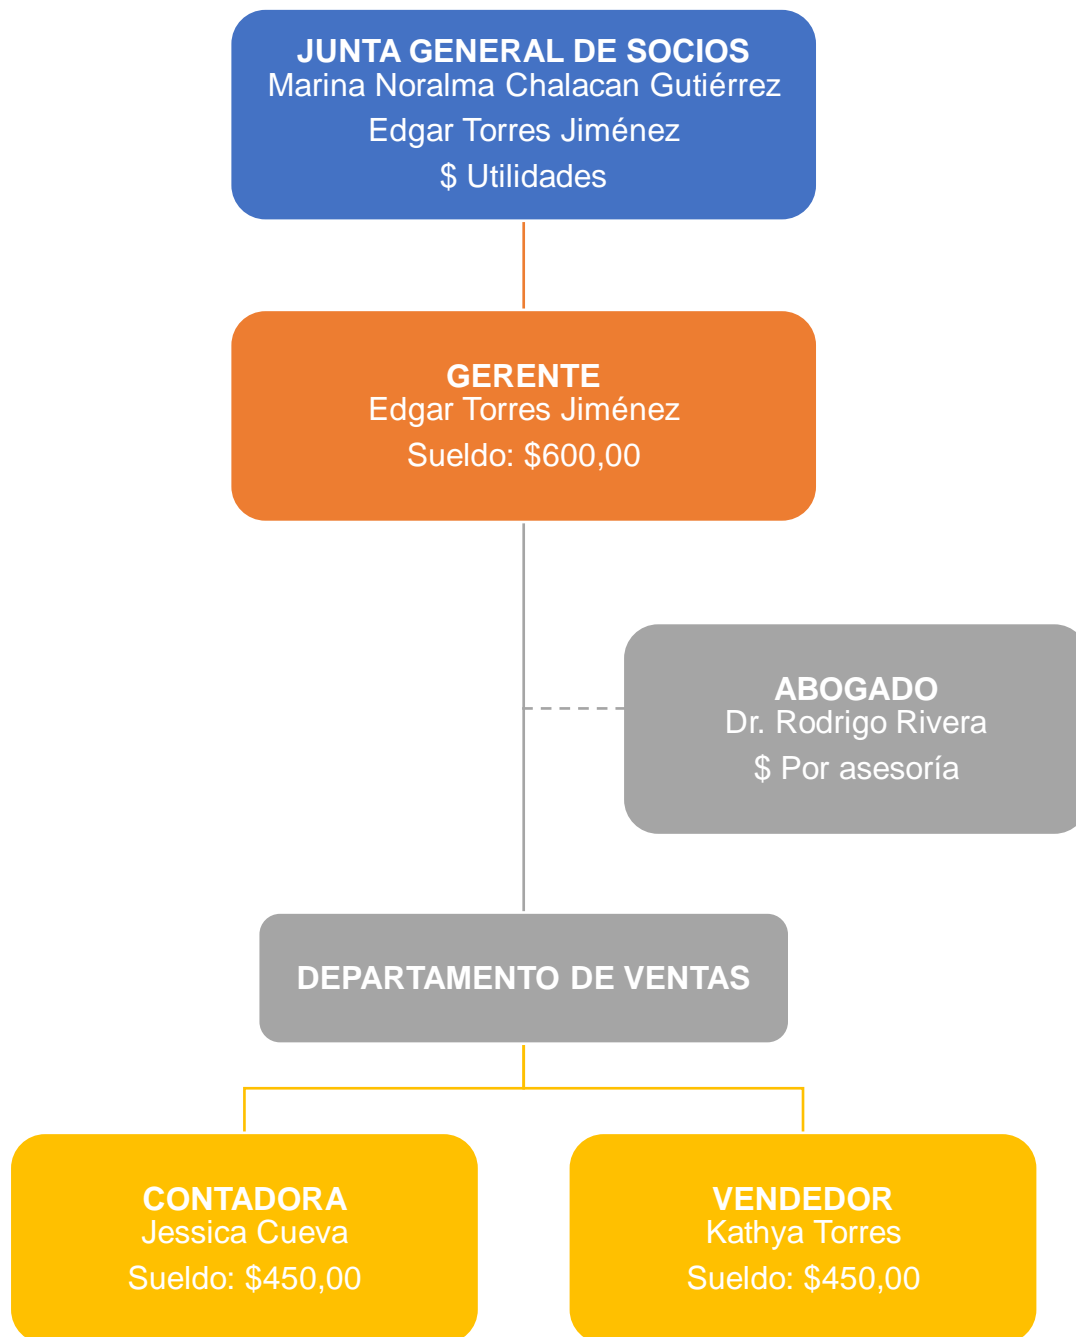 JUNTA GENERAL DE SOCIOS
Marina Noralma Chalacan Gutiérrez
Edgar Torres Jiménez
$ Utilidades
GERENTE
Edgar Torres Jiménez
Sueldo: $600,00
ABOGADO
Dr. Rodrigo Rivera
$ Por asesoría
DEPARTAMENTO DE VENTAS
CONTADORA
Jessica Cueva
Sueldo: $450,00
VENDEDOR
Kathya Torres
Sueldo: $450,00